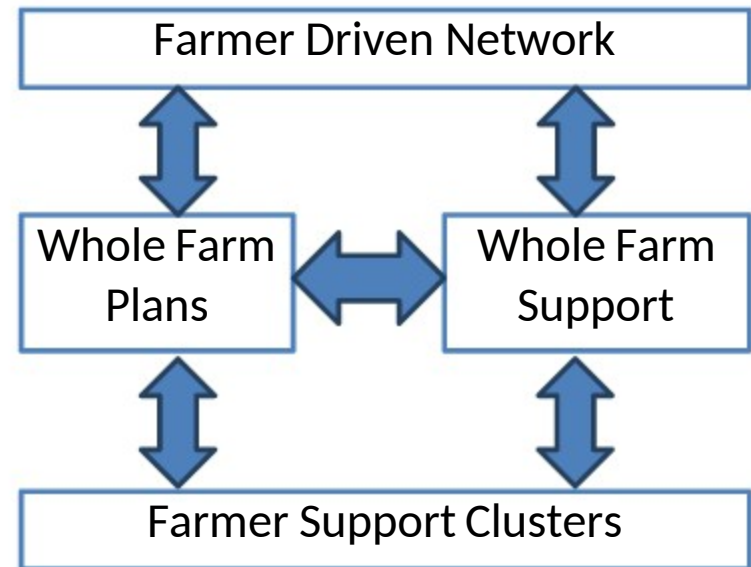 Farmer Driven Network
Whole Farm
Plans
Whole Farm
Support
Farmer Support Clusters